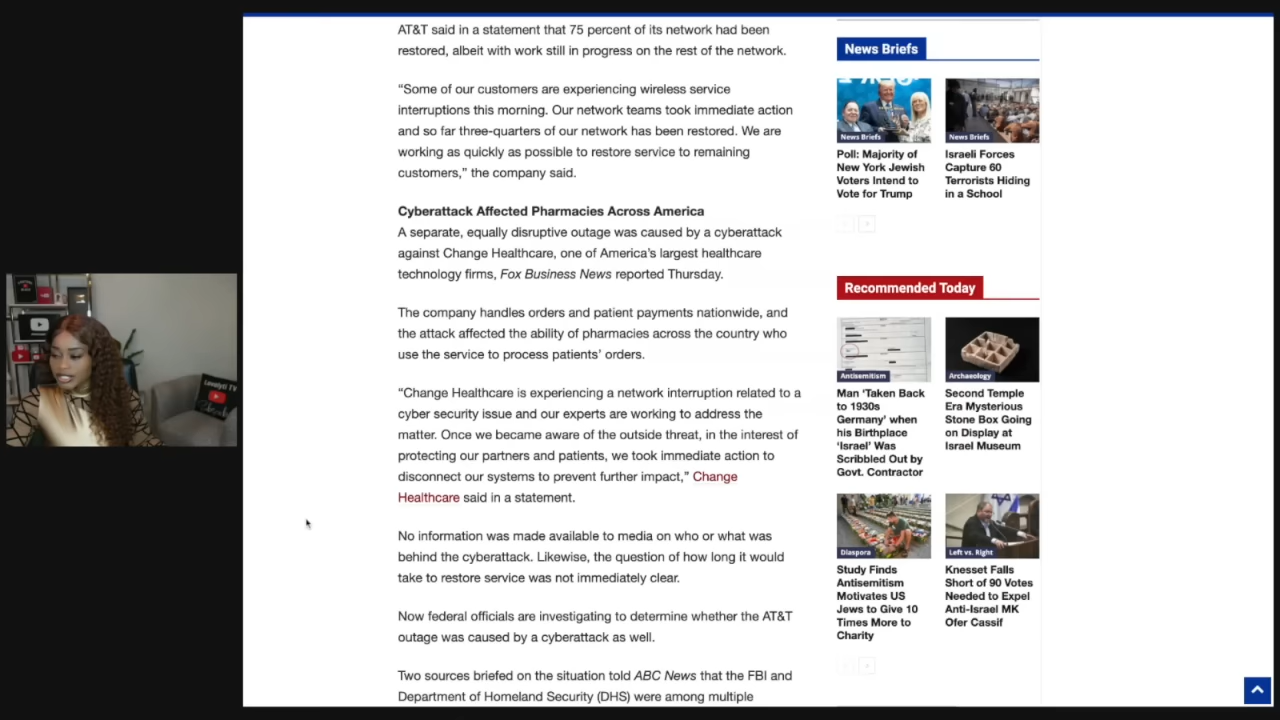 AT&T said in a statement that 75 percent of its network had been
restored, albeit with work still in progress on the rest of the network.
“Some of our customers are experiencing wireless service
interruptions this morning. Our network teams took immediate action
and so far three-quarters of our network has been restored. We are
working as quickly as possible to restore service to remaining
customers,” the company said.
Cyberattack Affected Pharmacies Across America
A separate, equally disruptive outage was caused by a cyberattack
against Change Healthcare, one of America’s largest healthcare
technology firms, Fox Business News reported Thursday.
The company handles orders and patient payments nationwide, and
the attack affected the ability of pharmacies across the country who
use the service to process patients’ orders.
“Change Healthcare is experiencing a network interruption related to a
cyber security issue and our experts are working to address the
matter. Once we became aware of the outside threat, in the interest of
protecting our partners and patients, we took immediate action to
disconnect our systems to prevent further impact,” Change
Healthcare said in a statement.
No information was made available to media on who or what was
behind the cyberattack. Likewise, the question of how long it would
take to restore service was not immediately clear.
Now federal officials are investigating to determine whether the AT&T
outage was caused by a cyberattack as well.
Two sources briefed on the situation told ABC News that the FBI and
Department of Homeland Security (DHS) were among multiple
News Briefs
News Briefs
Poll: Majority of
New York Jewish
Voters Intend to
Vote for Trump
News Briefs
Israeli Forces
Capture 60
Terrorists Hiding
in a School
Recommended Today
Antisemitism
Man ‘Taken Back
to 1930s
Germany’ when
his Birthplace
‘Israel’ Was
Scribbled Out by
Govt. Contractor
Archaeology
Second Temple
Era Mysterious
Stone Box Going
on Display at
Israel Museum
Diaspora
Study Finds
Antisemitism
Motivates US
Jews to Give 10
Times More to
Charity
Left vs. Right
Knesset Falls
Short of 90 Votes
Needed to Expel
Anti-Israel MK
Ofer Cassif